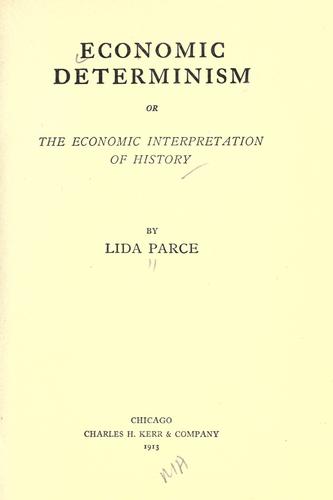 ECONOMIC
DETERMINISM
OR
THE ECONOMIC INTERPRETATION
OF HISTORY
BY
LIDA PARCE
CHICAGO
CHARLES H. KERR & COMPANY
1913